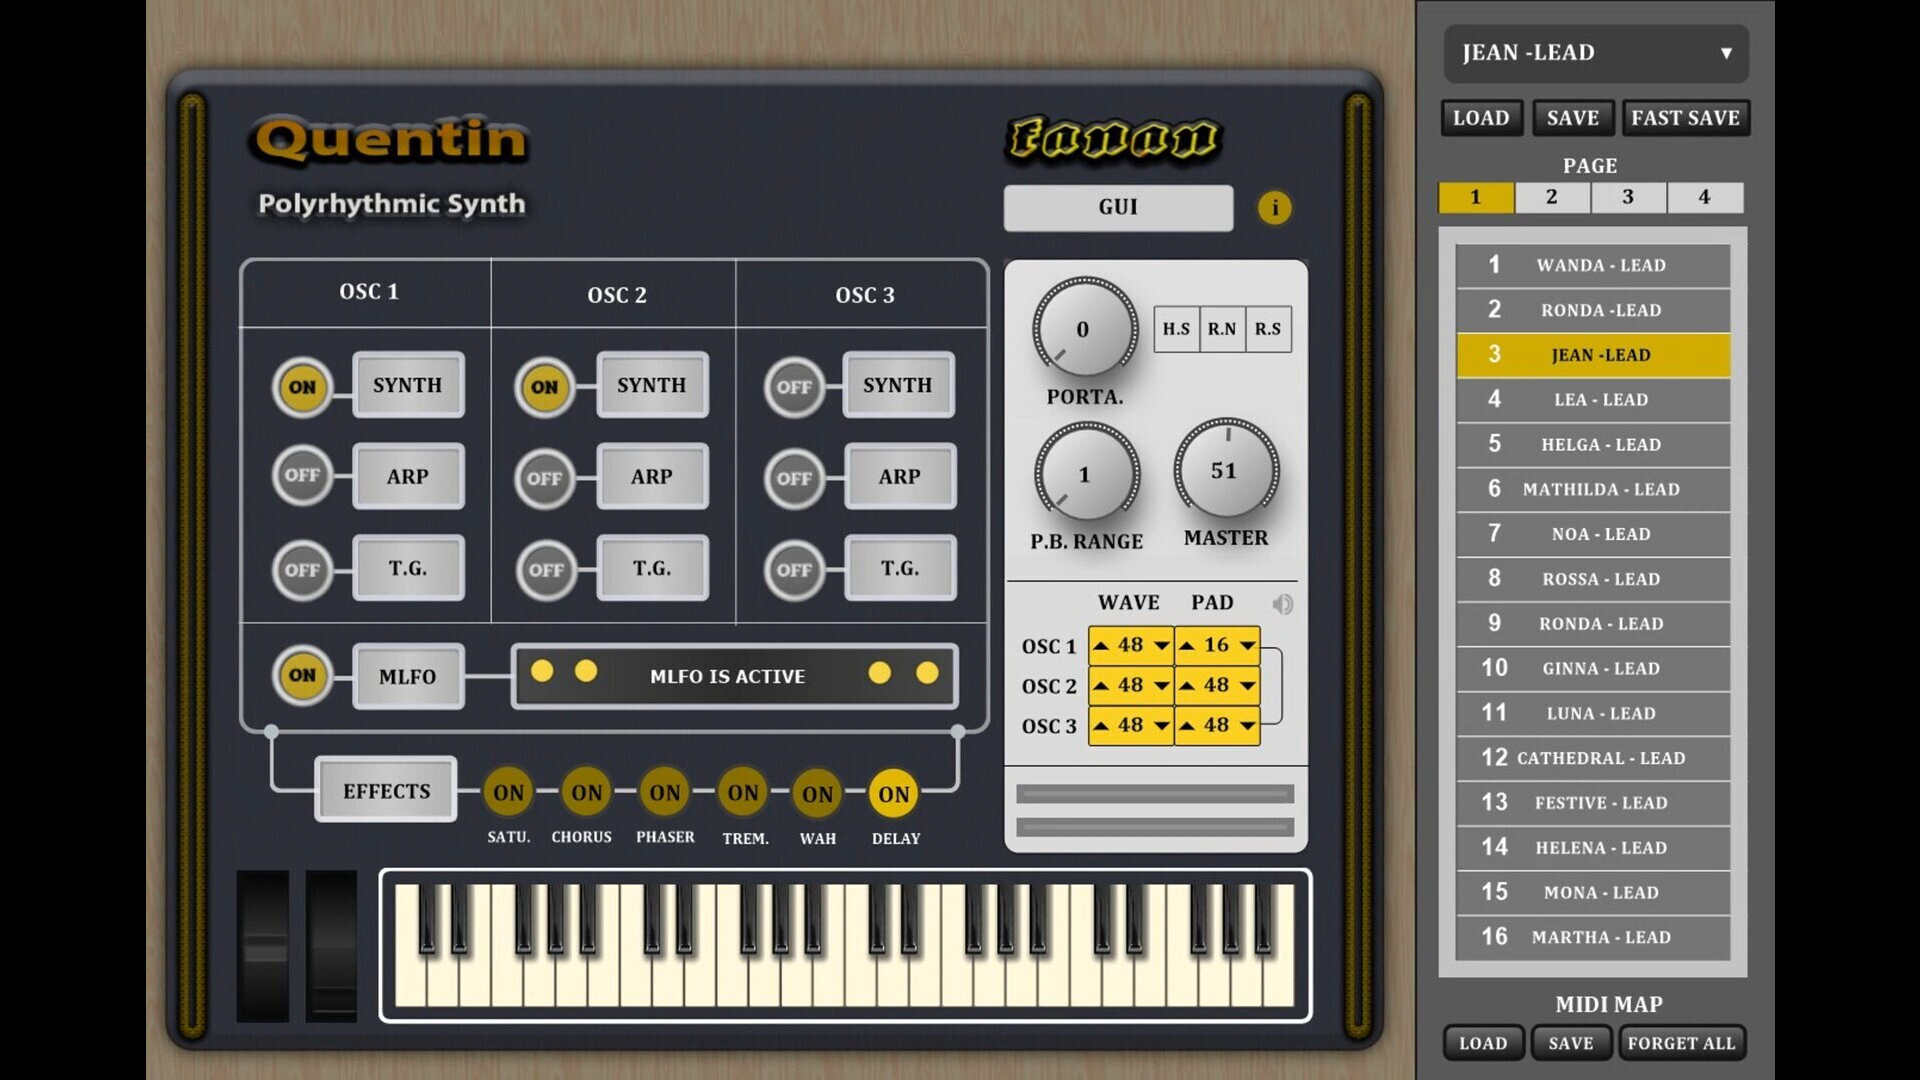 Quentin
Polyrhythmic Synth
fanan
GUI
i
OSC 1 OSC 2 OSC 3
ON SYNTH ON SYNTH OFF SYNTH
OFF ARP OFF ARP OFF ARP
OFF T.G. OFF T.G. OFF T.G.
ON MLFO MLFO IS ACTIVE
EFFECTS ON ON ON ON ON ON
SATU. CHORUS PHASER TREM. WAH DELAY
0 H.S R.N R.S
PORTA.
1 51
P.B. RANGE MASTER
WAVE PAD
OSC 1 48 16
OSC 2 48 48
OSC 3 48 48
JEAN -LEAD
LOAD SAVE FAST SAVE
PAGE
1 2 3 4
1 WANDA - LEAD
2 RONDA -LEAD
3 JEAN -LEAD
4 LEA - LEAD
5 HELGA - LEAD
6 MATHILDA - LEAD
7 NOA - LEAD
8 ROSSA - LEAD
9 RONDA - LEAD
10 GINNA - LEAD
11 LUNA - LEAD
12 CATHEDRAL - LEAD
13 FESTIVE - LEAD
14 HELENA - LEAD
15 MONA - LEAD
16 MARTHA - LEAD
MIDI MAP
LOAD SAVE FORGET ALL